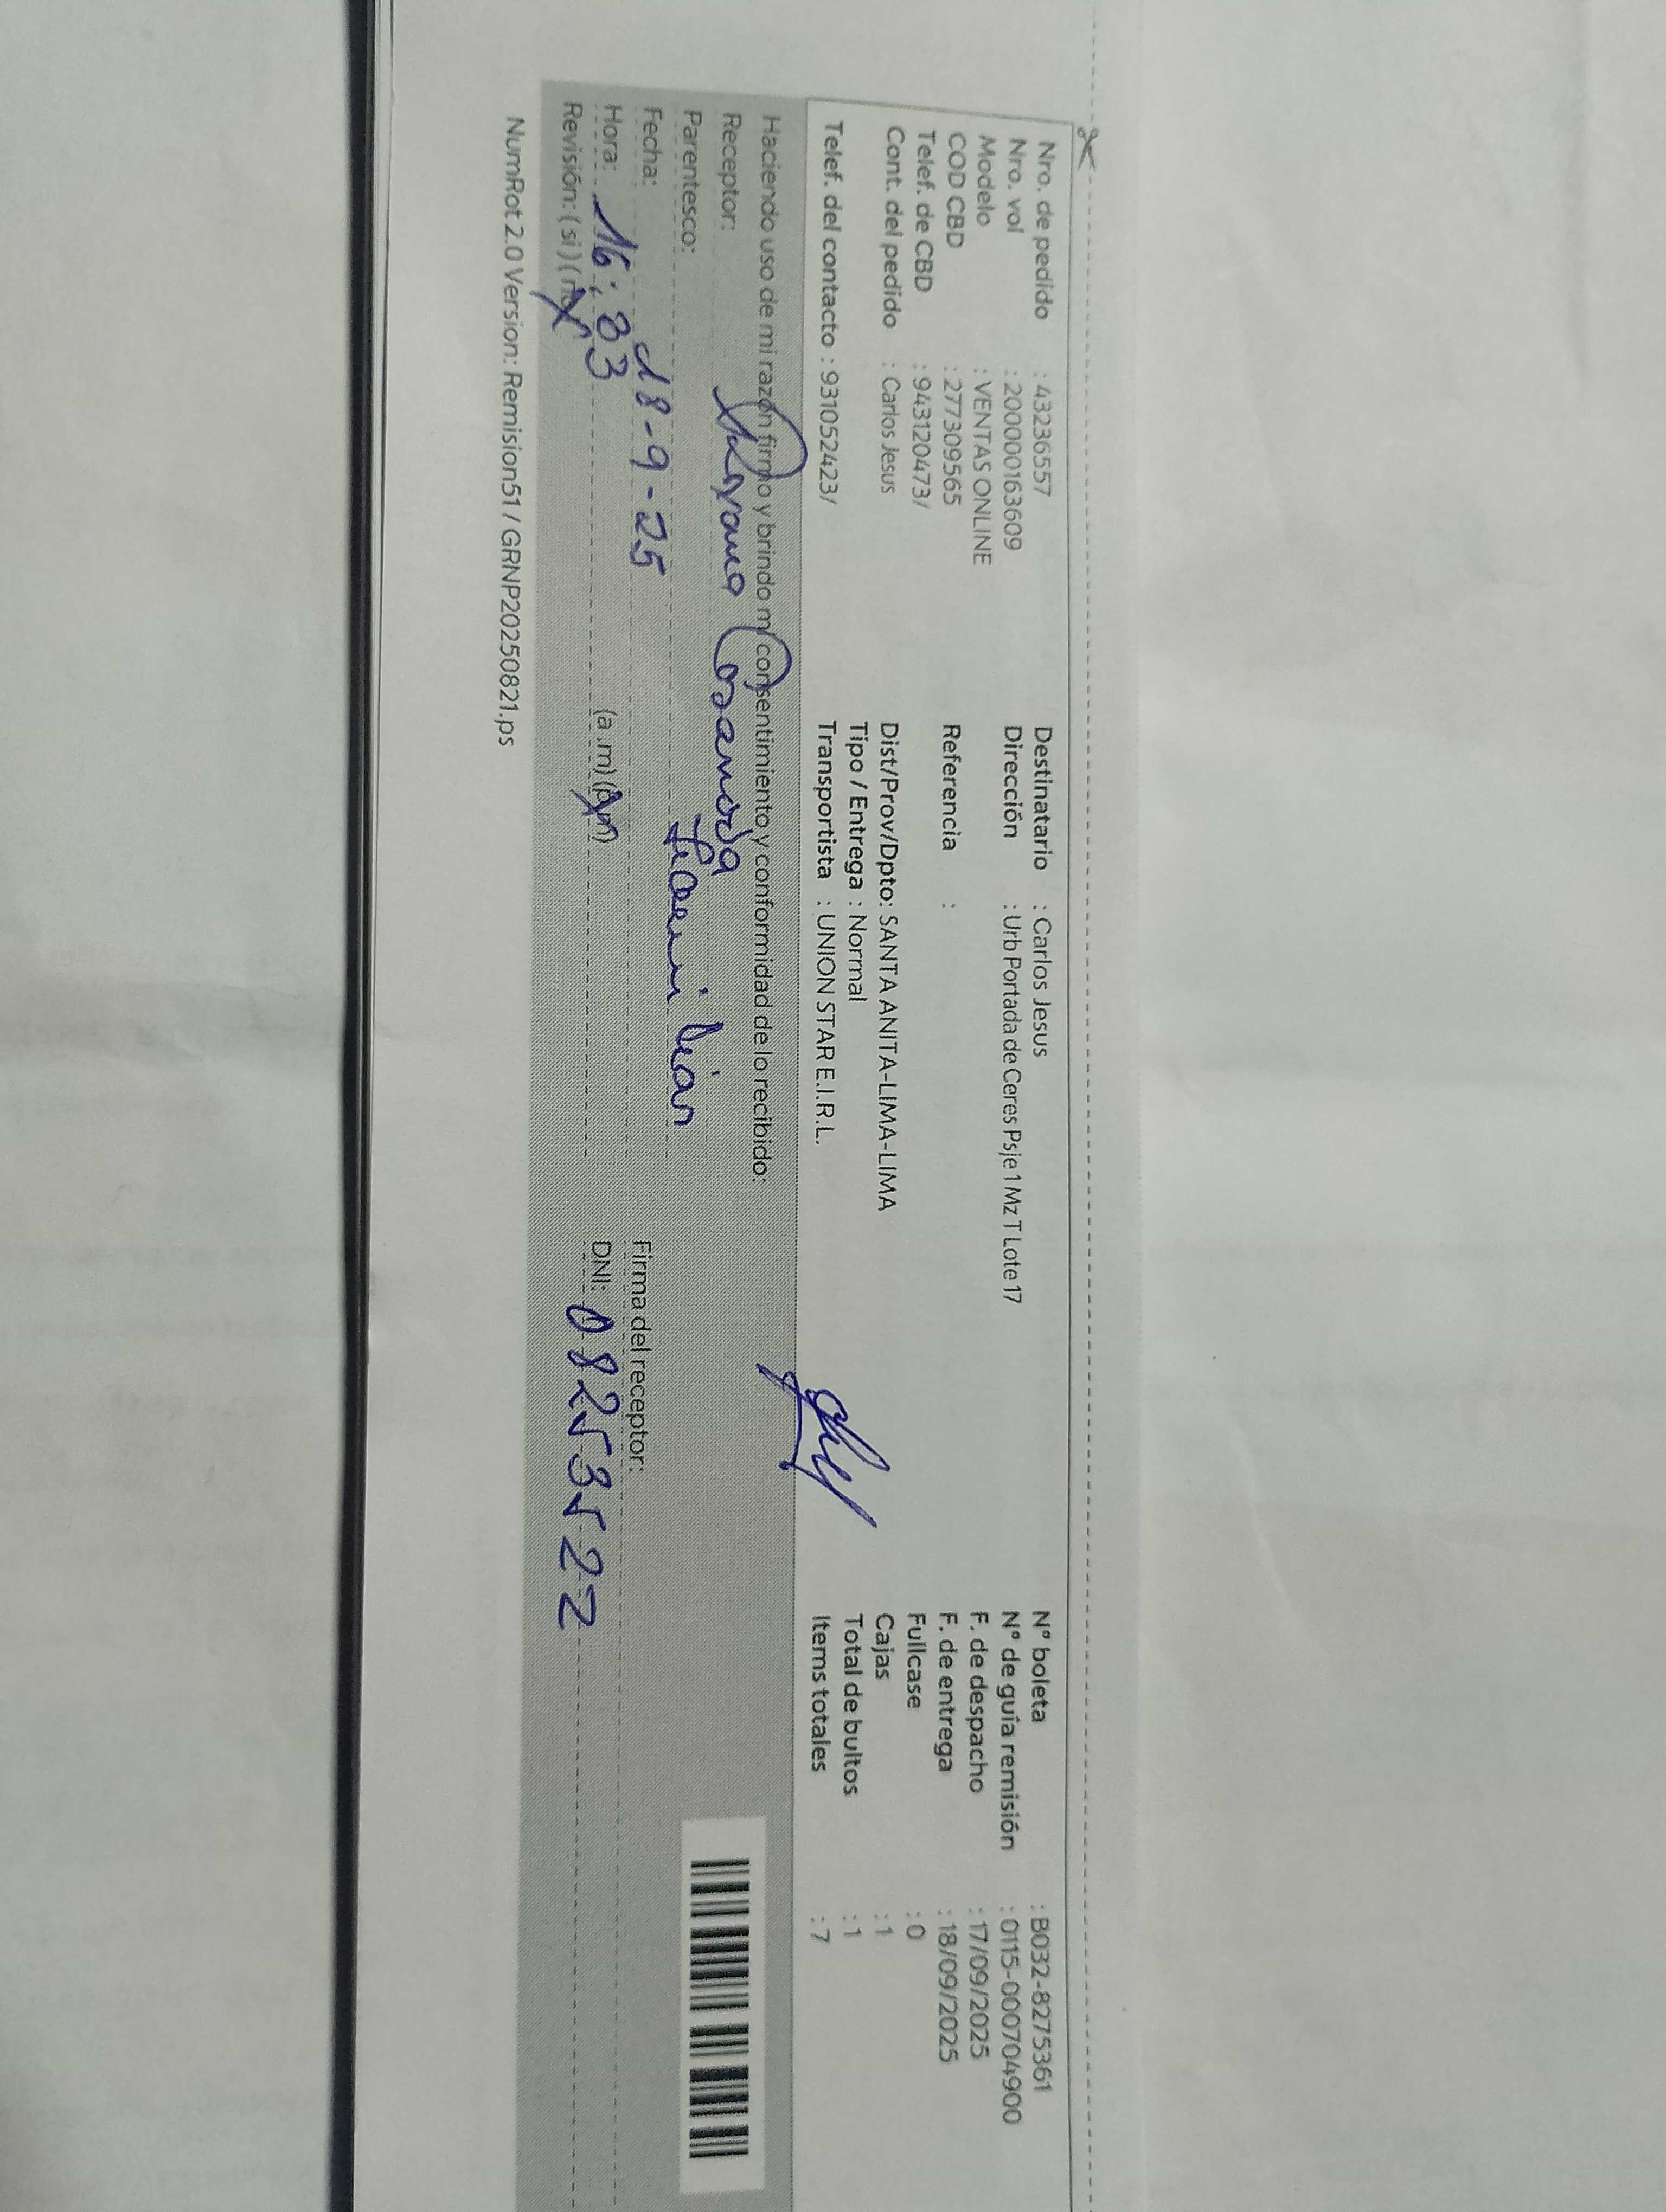 Nro. de pedido : 43236557
Nro. vol : 200000163609
Modelo : VENTAS ONLINE
COD CBD : 277309565
Telef. de CBD : 943120473/
Cont. del pedido : Carlos Jesus
Telef. del contacto : 931052423/
Destinatario : Carlos Jesus
Dirección : Urb Portada de Ceres Psje 1 Mz T Lote 17
Referencia :
Dist/Prov/Dpto: SANTA ANITA-LIMA-LIMA
Tipo / Entrega : Normal
Transportista : UNION STAR E.I.R.L.
N° boleta : B032-8275361
N° de guía remisión : 0115-000704900
F. de despacho : 17/09/2025
F. de entrega : 18/09/2025
Fullcase : 0
Cajas : 1
Total de bultos : 1
Items totales : 7
Haciendo uso de mi razón firmo y brindo mi consentimiento y conformidad de lo recibido:
Receptor:
Parentesco:
Fecha: 18-9-25
Hora: 16:33 (a .m) (p.m)
Revisión: ( si ) ( no
Firma del receptor:
DNI: 08253522
NumRot 2.0 Version: Remision51 / GRNP20250821.ps